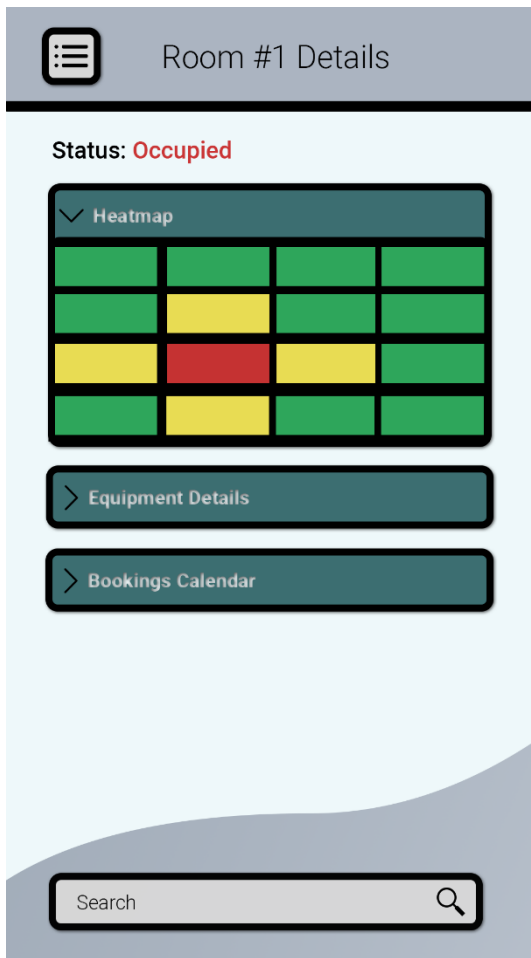 Room #1 Details
Status: Occupied
Heatmap
Equipment Details
Bookings Calendar
Search